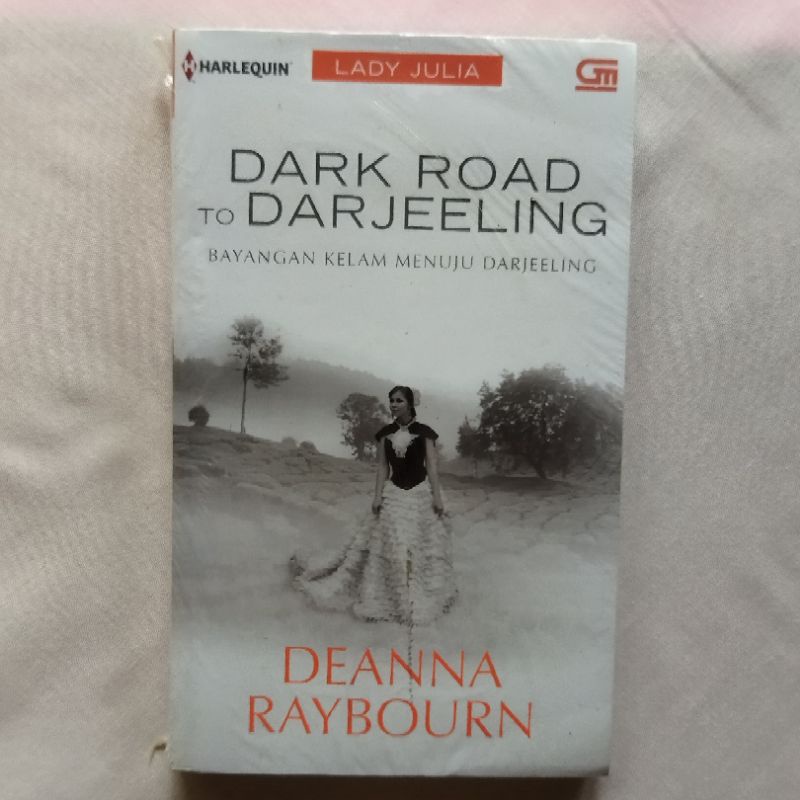 HARLEQUIN
LADY JULIA
GM
DARK ROAD
TO DARJEELING
BAYANGAN KELAM MENUJU DARJEELING
DEANNA
RAYBOURN